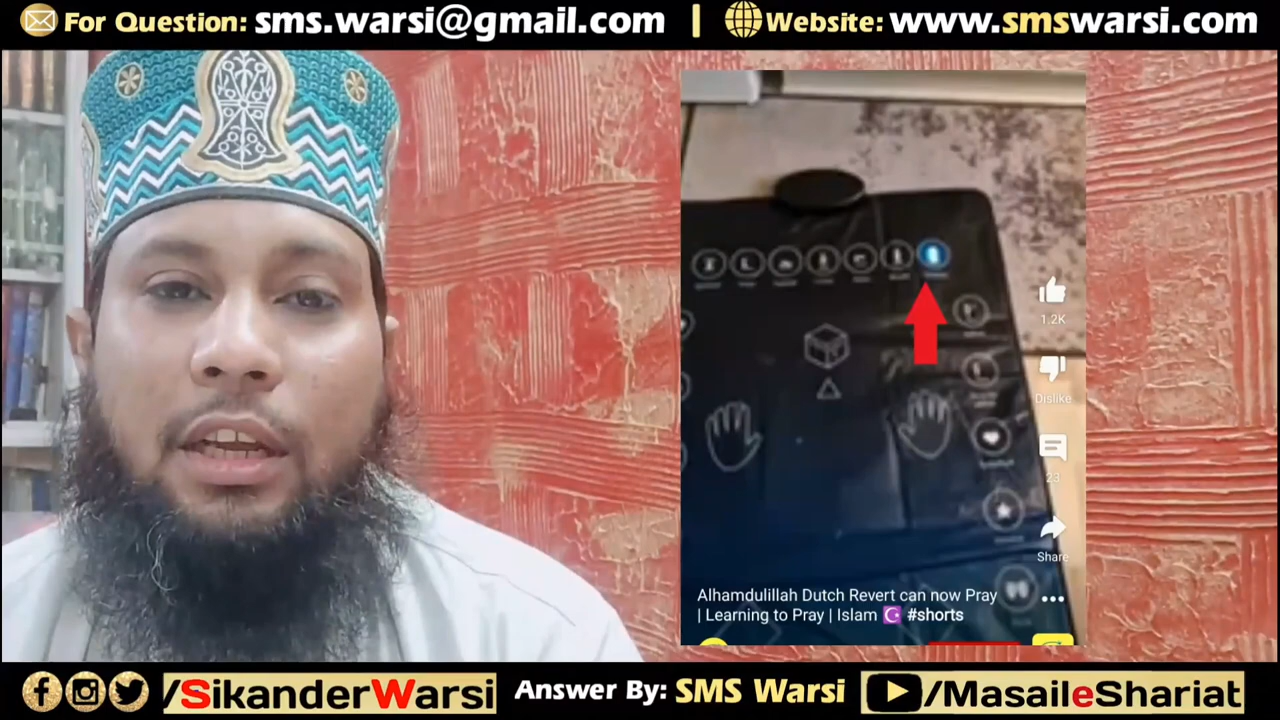 For Question: sms.warsi@gmail.com | Website: www.smswarsi.com
1.2K
Dislike
23
Share
Alhamdulillah Dutch Revert can now Pray
| Learning to Pray | Islam ☪️ #shorts
/SikanderWarsi Answer By: SMS Warsi /MasaileShariat